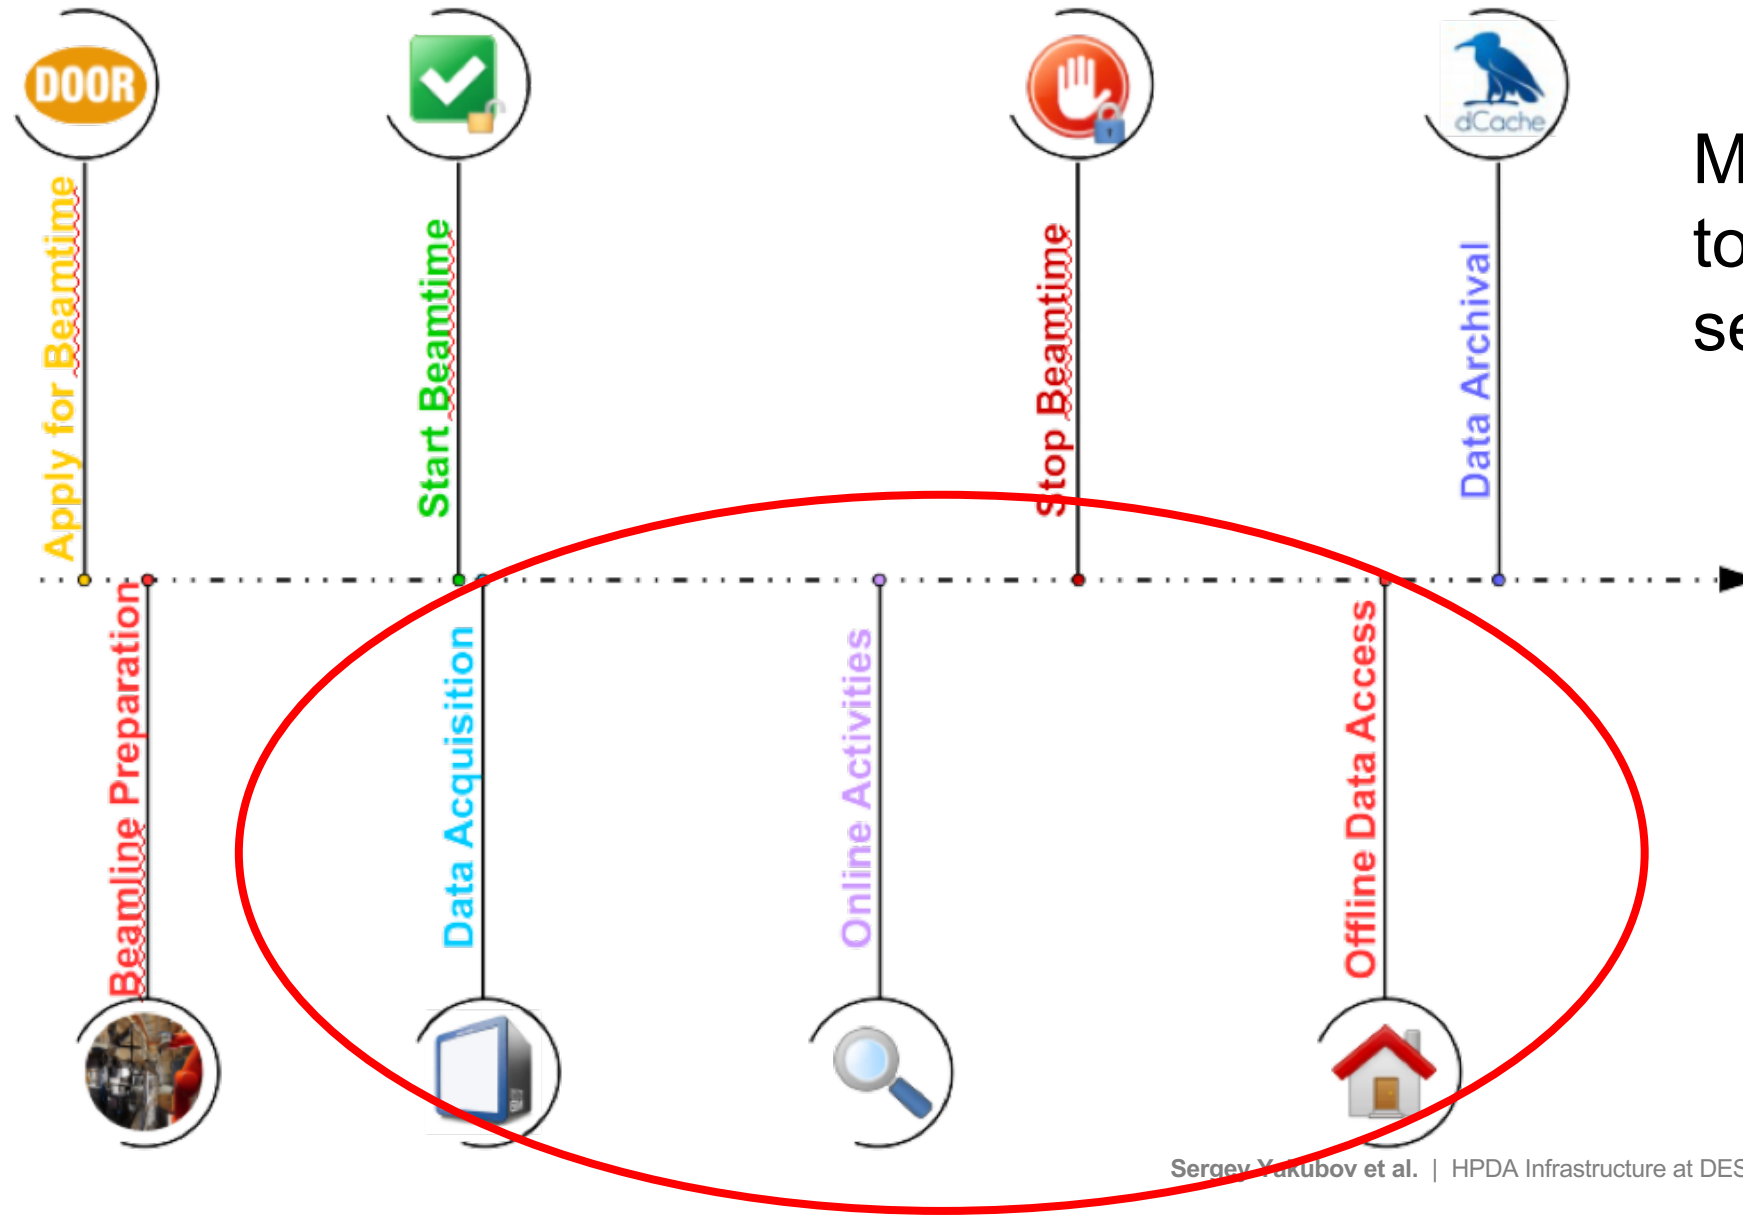 DOOR
dCache
Apply for Beamtime
Start Beamtime
Stop Beamtime
Data Archival
Beamline Preparation
Data Acquisition
Online Activities
Offline Data Access
Sergey Yakubov et al. | HPDA Infrastructure at DES
M
to
se